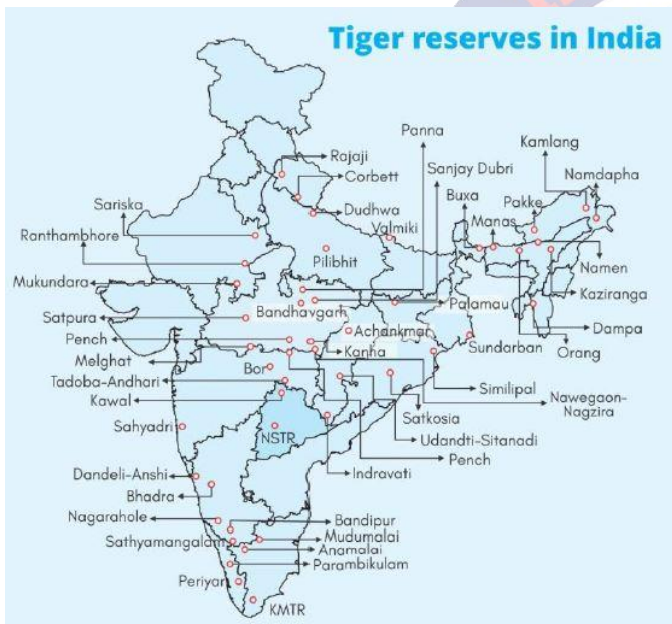 Tiger reserves in India
Panna
Kamlang
Rajaji
Sanjay Dubri
Namdapha
Corbett
Buxa
Pakke
Sariska
Dudhwa
Manas
Valmiki
Ranthambhore
Pilibhit
Namen
Mukundara
Kaziranga
Bandhavgarh
Palamau
Satpura
Achankmar
Dampa
Pench
Kanha
Sundarban
Orang
Melghat
Bor
Tadoba-Andhari
Similipal
Kawal
Nawegaon-
Nagzira
Satkosia
Sahyadri
NSTR
Udandti-Sitanadi
Pench
Indravati
Dandeli-Anshi
Bhadra
Nagarahole
Bandipur
Sathyamangalam
Mudumalai
Anamalai
Parambikulam
Periyar
KMTR